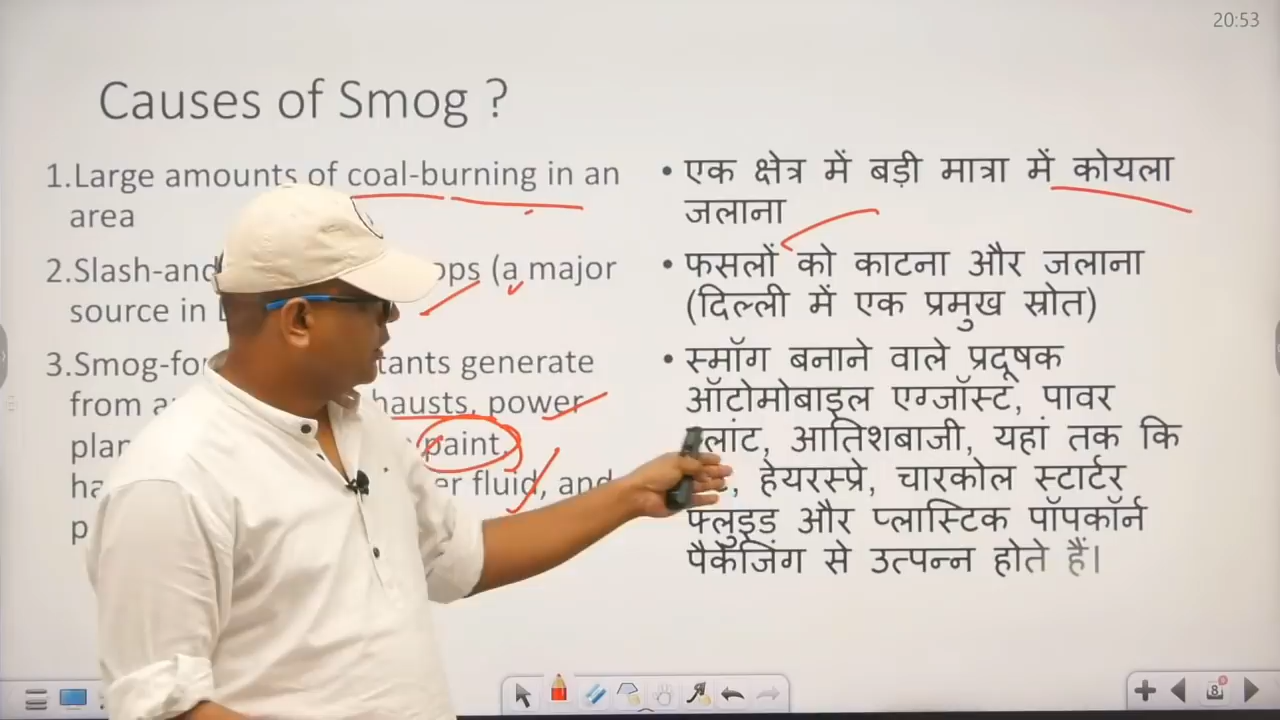 20:53
Causes of Smog ?
1.Large amounts of coal-burning in an
area
2.Slash-and ops (a major
source in
3.Smog-fo tants generate
from a hausts, power
plan paint,
ha er fluid, and
p
• एक क्षेत्र में बड़ी मात्रा में कोयला
जलाना
• फसलों को काटना और जलाना
(दिल्ली में एक प्रमुख स्रोत)
• स्मॉग बनाने वाले प्रदूषक
ऑटोमोबाइल एग्जॉस्ट, पावर
प्लांट, आतिशबाजी, यहां तक कि
हेयरस्प्रे, चारकोल स्टार्टर
फ्लुइड और प्लास्टिक पॉपकॉर्न
पैकेजिंग से उत्पन्न होते हैं।
8